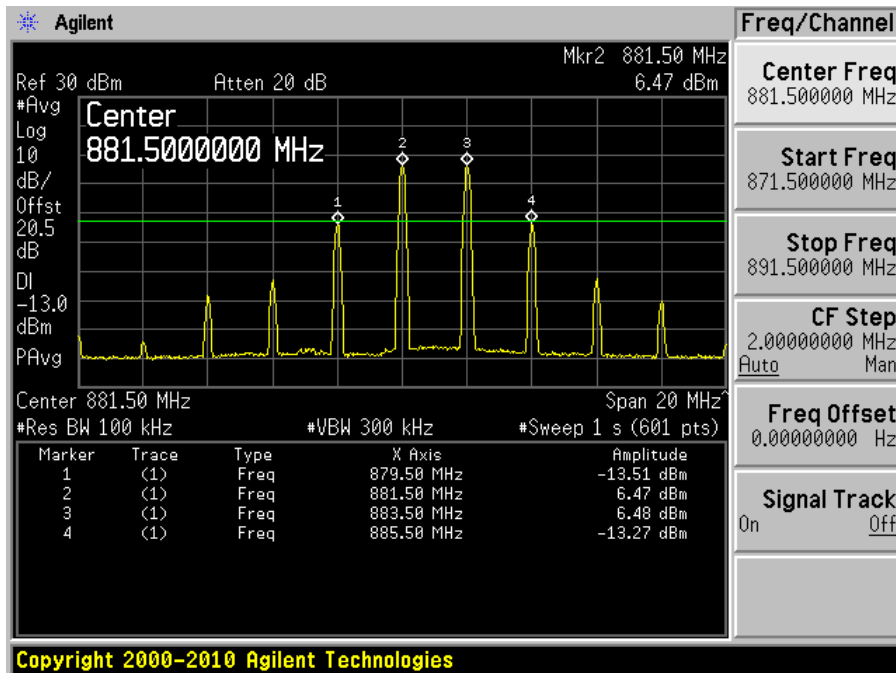 Agilent
Freq/Channel
Mkr2 881.50 MHz
Ref 30 dBm Atten 20 dB 6.47 dBm
#Avg
Log
10
dB/
Offst
20.5
dB
DI
-13.0
dBm
PAvg
Center
881.5000000 MHz
1
2
3
4
Center 881.50 MHz Span 20 MHz^
#Res BW 100 kHz #VBW 300 kHz #Sweep 1 s (601 pts)
Marker Trace Type X Axis Amplitude
1 (1) Freq 879.50 MHz -13.51 dBm
2 (1) Freq 881.50 MHz 6.47 dBm
3 (1) Freq 883.50 MHz 6.48 dBm
4 (1) Freq 885.50 MHz -13.27 dBm
Center Freq
881.500000 MHz
Start Freq
871.500000 MHz
Stop Freq
891.500000 MHz
CF Step
2.00000000 MHz
Auto Man
Freq Offset
0.00000000 Hz
Signal Track
On Off
Copyright 2000-2010 Agilent Technologies